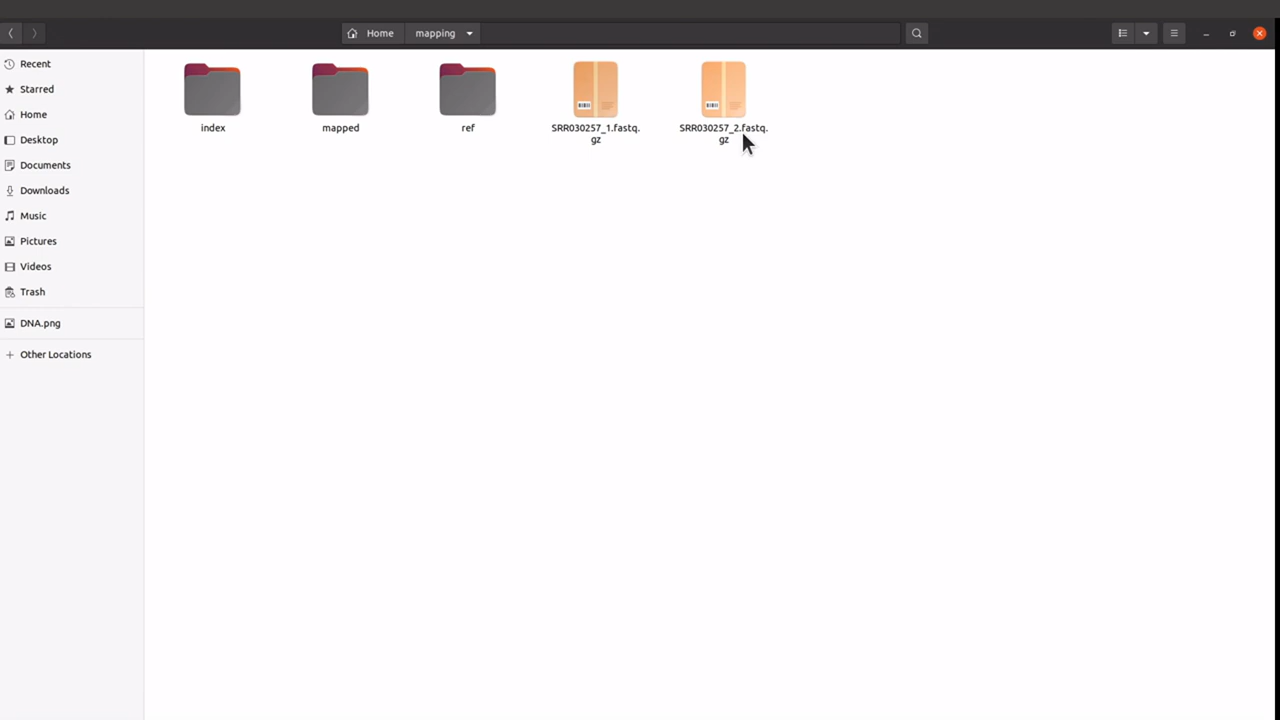 Home mapping
Recent
Starred
Home
Desktop
Documents
Downloads
Music
Pictures
Videos
Trash
DNA.png
Other Locations
index
mapped
ref
SRR030257_1.fastq.
gz
SRR030257_2.fastq.
gz